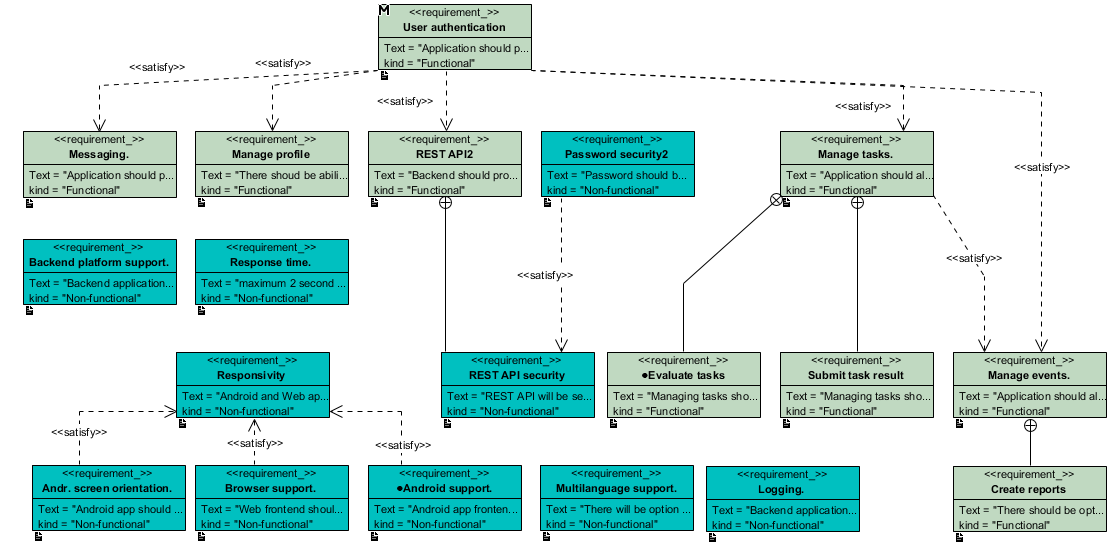 M
<<requirement_>>
User authentication
Text = "Application should p...
kind = "Functional"
<<satisfy>>
<<satisfy>>
<<satisfy>>
<<satisfy>>
<<requirement_>>
Messaging.
Text = "Application should p...
kind = "Functional"
<<requirement_>>
Manage profile
Text = "There shoud be abili...
kind = "Functional"
<<requirement_>>
REST API2
Text = "Backend should pro...
kind = "Functional"
<<requirement_>>
Password security2
Text = "Password should b...
kind = "Non-functional"
<<requirement_>>
Manage tasks.
Text = "Application should al...
kind = "Functional"
<<satisfy>>
<<requirement_>>
Backend platform support.
Text = "Backend application...
kind = "Non-functional"
<<requirement_>>
Response time.
Text = "maximum 2 second ...
kind = "Non-functional"
<<satisfy>>
<<satisfy>>
<<requirement_>>
Responsivity
Text = "Android and Web ap...
kind = "Non-functional"
<<requirement_>>
REST API security
Text = "REST API will be se...
kind = "Non-functional"
<<requirement_>>
●Evaluate tasks
Text = "Managing tasks sho...
kind = "Functional"
<<requirement_>>
Submit task result
Text = "Managing tasks sho...
kind = "Functional"
<<requirement_>>
Manage events.
Text = "Application should al...
kind = "Functional"
<<satisfy>>
<<satisfy>>
<<satisfy>>
<<requirement_>>
Andr. screen orientation.
Text = "Android app should ...
kind = "Non-functional"
<<requirement_>>
Browser support.
Text = "Web frontend shoul...
kind = "Non-functional"
<<requirement_>>
●Android support.
Text = "Android app fronten...
kind = "Non-functional"
<<requirement_>>
Multilanguage support.
Text = "There will be option ...
kind = "Non-functional"
<<requirement_>>
Logging.
Text = "Backend application...
kind = "Non-functional"
<<requirement_>>
Create reports
Text = "There should be opt...
kind = "Functional"